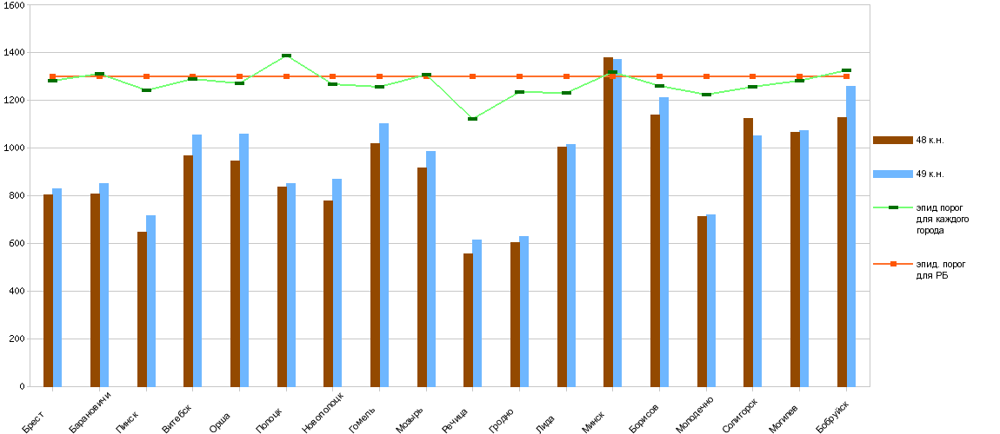 1600
1400
1200
1000
800
600
400
200
0
Брест
Барановичи
Пинск
Витебск
Орша
Полоцк
Новополоцк
Гомель
Мозырь
Речица
Гродно
Лида
Минск
Борисов
Молодечно
Солигорск
Могилев
Бобруйск
48 к.н.
49 к.н.
эпид порог
для каждого
города
эпид. порог
для РБ